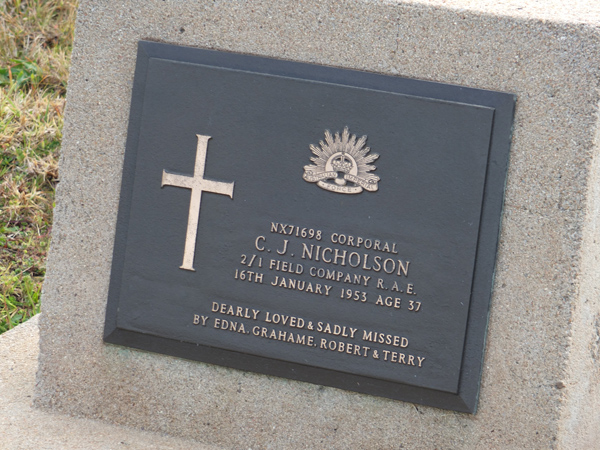 NX71698 CORPORAL
C. J. NICHOLSON
2/1 FIELD COMPANY R.A.E.
16TH JANUARY 1953 AGE 37
DEARLY LOVED & SADLY MISSED
BY EDNA, GRAHAME, ROBERT & TERRY